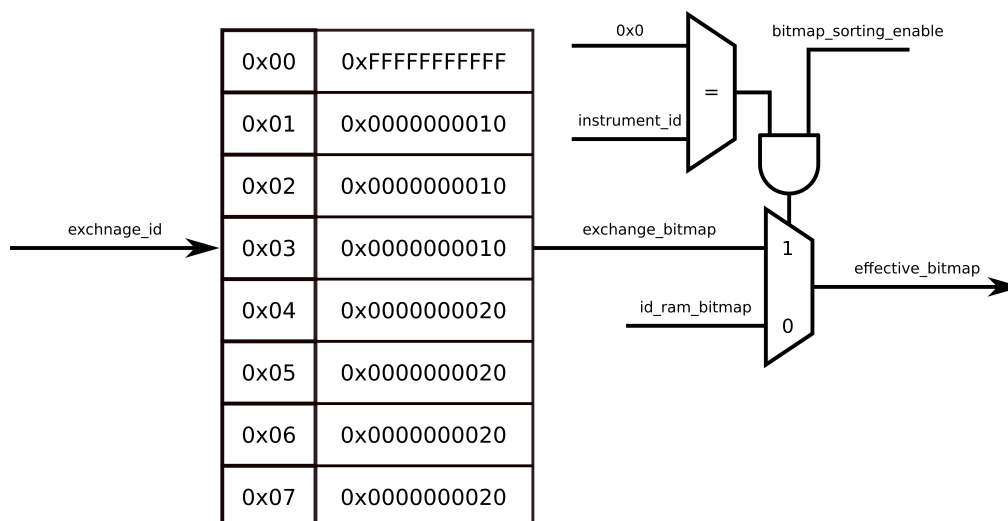 0x0
bitmap_sorting_enable
=
instrument_id
0x00 0xFFFFFFFFFFF
0x01 0x0000000010
0x02 0x0000000010
exchnage_id
0x03 0x0000000010
exchange_bitmap
1
effective_bitmap
id_ram_bitmap
0
0x04 0x0000000020
0x05 0x0000000020
0x06 0x0000000020
0x07 0x0000000020